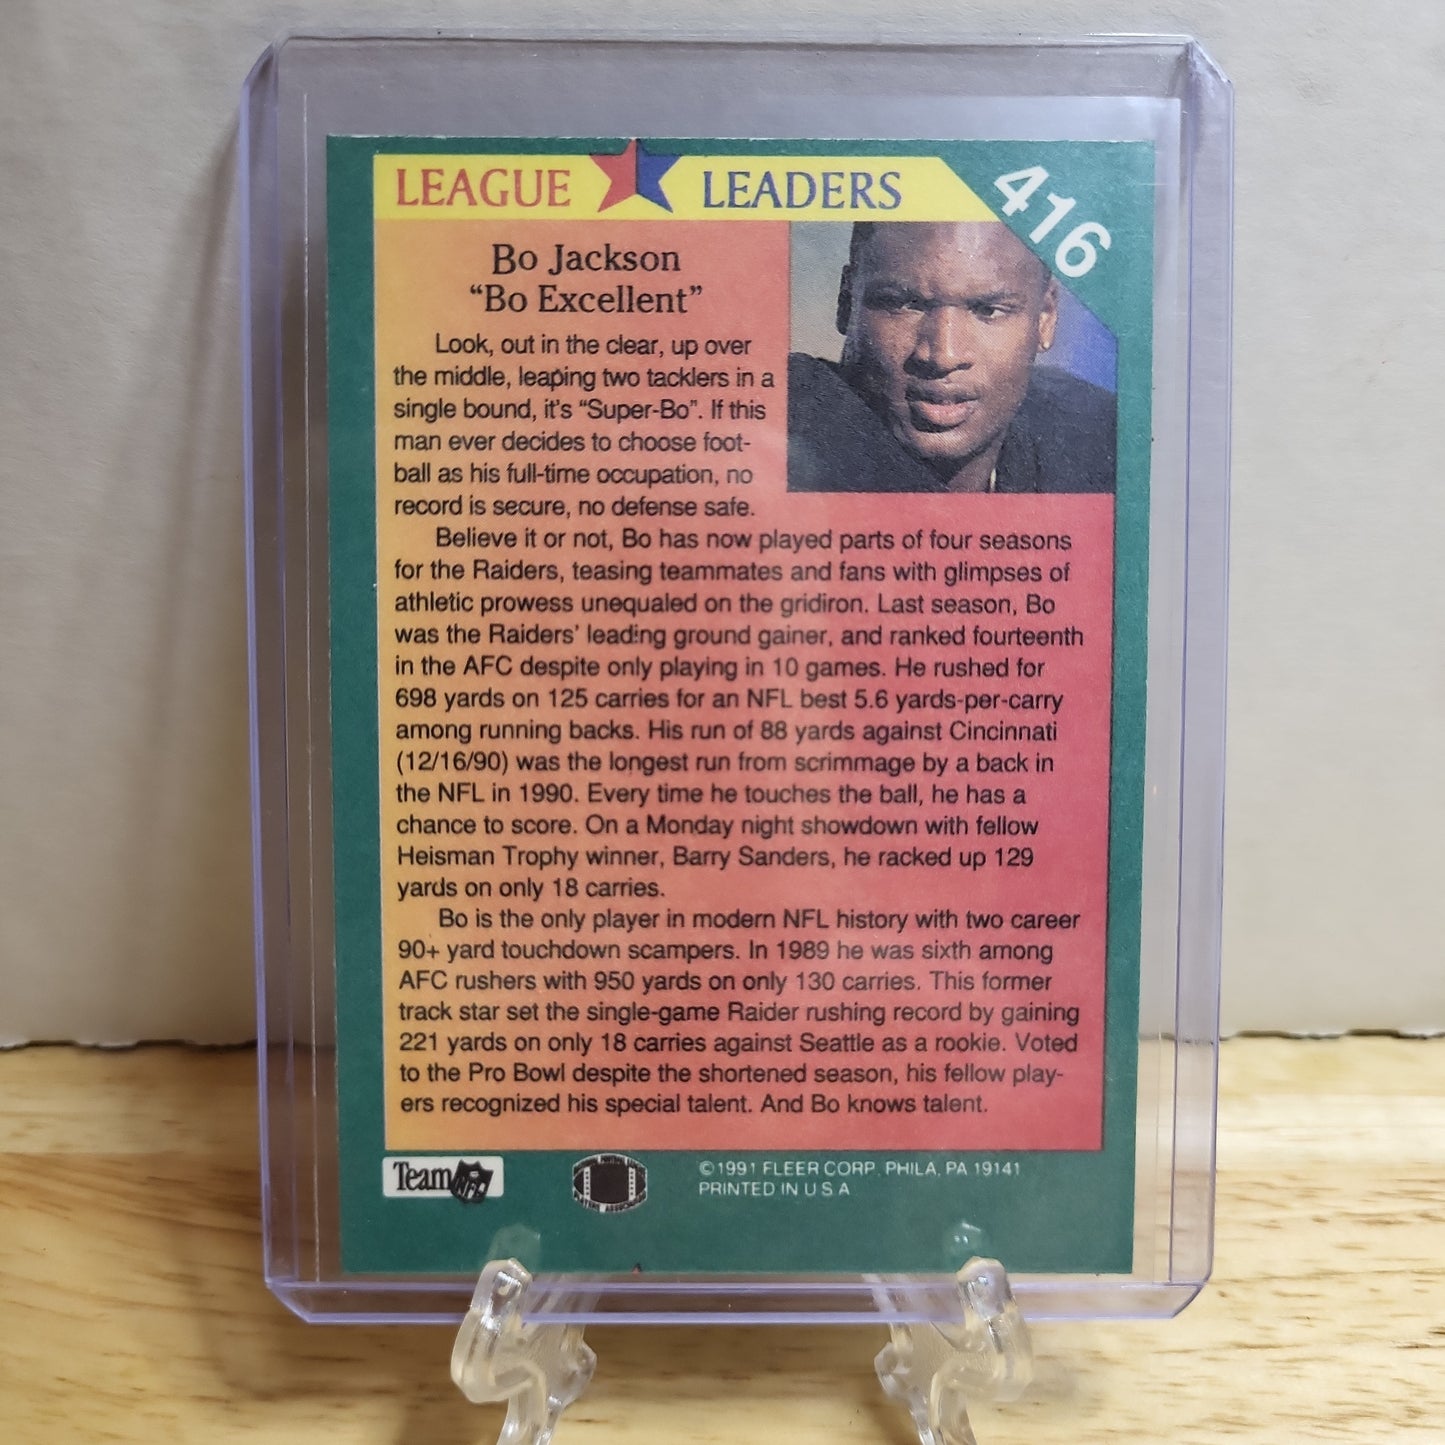 LEAGUE LEADERS
416
Bo Jackson
“Bo Excellent”
Look, out in the clear, up over
the middle, leaping two tacklers in a
single bound, it's “Super-Bo”. If this
man ever decides to choose foot-
ball as his full-time occupation, no
record is secure, no defense safe.
Believe it or not, Bo has now played parts of four seasons
for the Raiders, teasing teammates and fans with glimpses of
athletic prowess unequaled on the gridiron. Last season, Bo
was the Raiders' leading ground gainer, and ranked fourteenth
in the AFC despite only playing in 10 games. He rushed for
698 yards on 125 carries for an NFL best 5.6 yards-per-carry
among running backs. His run of 88 yards against Cincinnati
(12/16/90) was the longest run from scrimmage by a back in
the NFL in 1990. Every time he touches the ball, he has a
chance to score. On a Monday night showdown with fellow
Heisman Trophy winner, Barry Sanders, he racked up 129
yards on only 18 carries.
Bo is the only player in modern NFL history with two career
90+ yard touchdown scampers. In 1989 he was sixth among
AFC rushers with 950 yards on only 130 carries. This former
track star set the single-game Raider rushing record by gaining
221 yards on only 18 carries against Seattle as a rookie. Voted
to the Pro Bowl despite the shortened season, his fellow play-
ers recognized his special talent. And Bo knows talent.
Team NFL
©1991 FLEER CORP. PHILA, PA 19141
PRINTED IN U S A